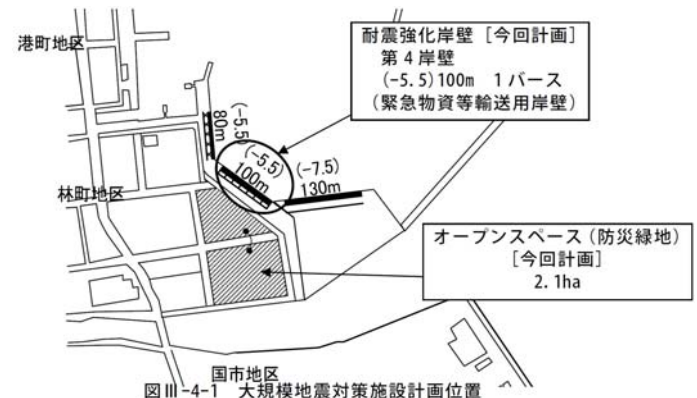 港町地区
耐震強化岸壁［今回計画］
第４岸壁
(-5.5)100m　１バース
（緊急物資等輸送用岸壁）
(-5.5)
80m
(-5.5)
100m
(-7.5)
130m
林町地区
オープンスペース（防災緑地）
［今回計画］
2.1ha
国市地区
図Ⅲ-4-1　大規模地震対策施設計画位置